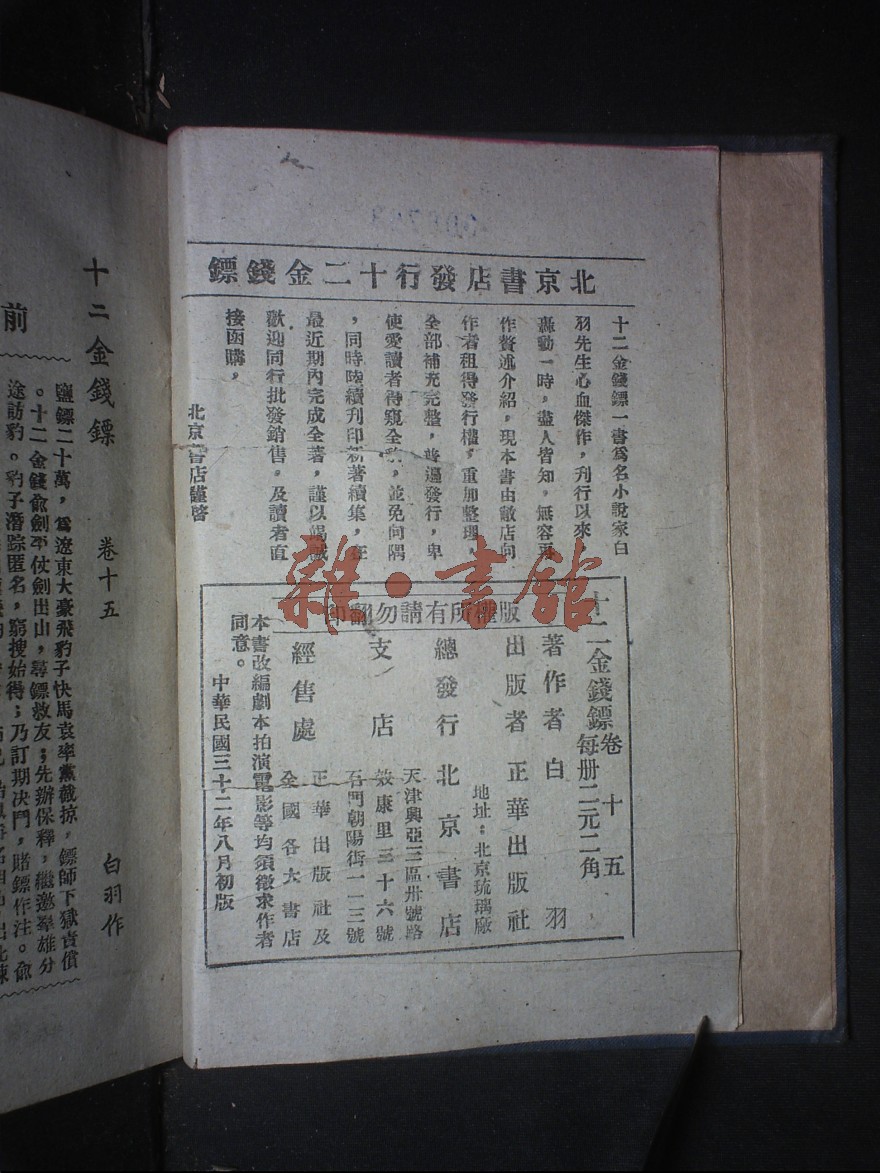 北京書店發行十二金錢鏢
十二金錢鏢一書爲名小說家白
羽先生心血傑作，刊行以來
轟動一時，盡人皆知，無容再
作贅述介紹，現本書由敝店向
作者租得發行權，重加整理，
全部補充完整，普遍發行，卑
使愛讀者得窺全豹，並免向隅
，同時陸續刊印新著續集，在
最近期內完成全著，謹以竭誠
歡迎同行批發銷售，及讀者直
接函購，
北京書店謹啓
十二金錢鏢卷十五
每册二元二角
版權所有請勿翻印
著作者白羽
出版者正華出版社
地址：北京琉璃廠
總發行北京書店
天津興亞三區卅號路
支店
效康里三十六號
石門朝陽街一一三號
經售處
正華出版社及
全國各大書店
本書改編劇本拍演電影等均須徵求作者
同意。
中華民國三十二年八月初版
雜·書館
十二金錢鏢 卷十五 白羽作
前
鹽鏢二十萬，爲遼東大豪飛豹子快馬袁率黨截掠，鏢師下獄責償
。十二金錢俞劍平仗劍出山，尋鏢救友；先辦保釋，繼邀羣雄分
途訪豹。豹子潛踪匿名，窮搜始得；乃訂期決鬥，賭鏢作注。俞